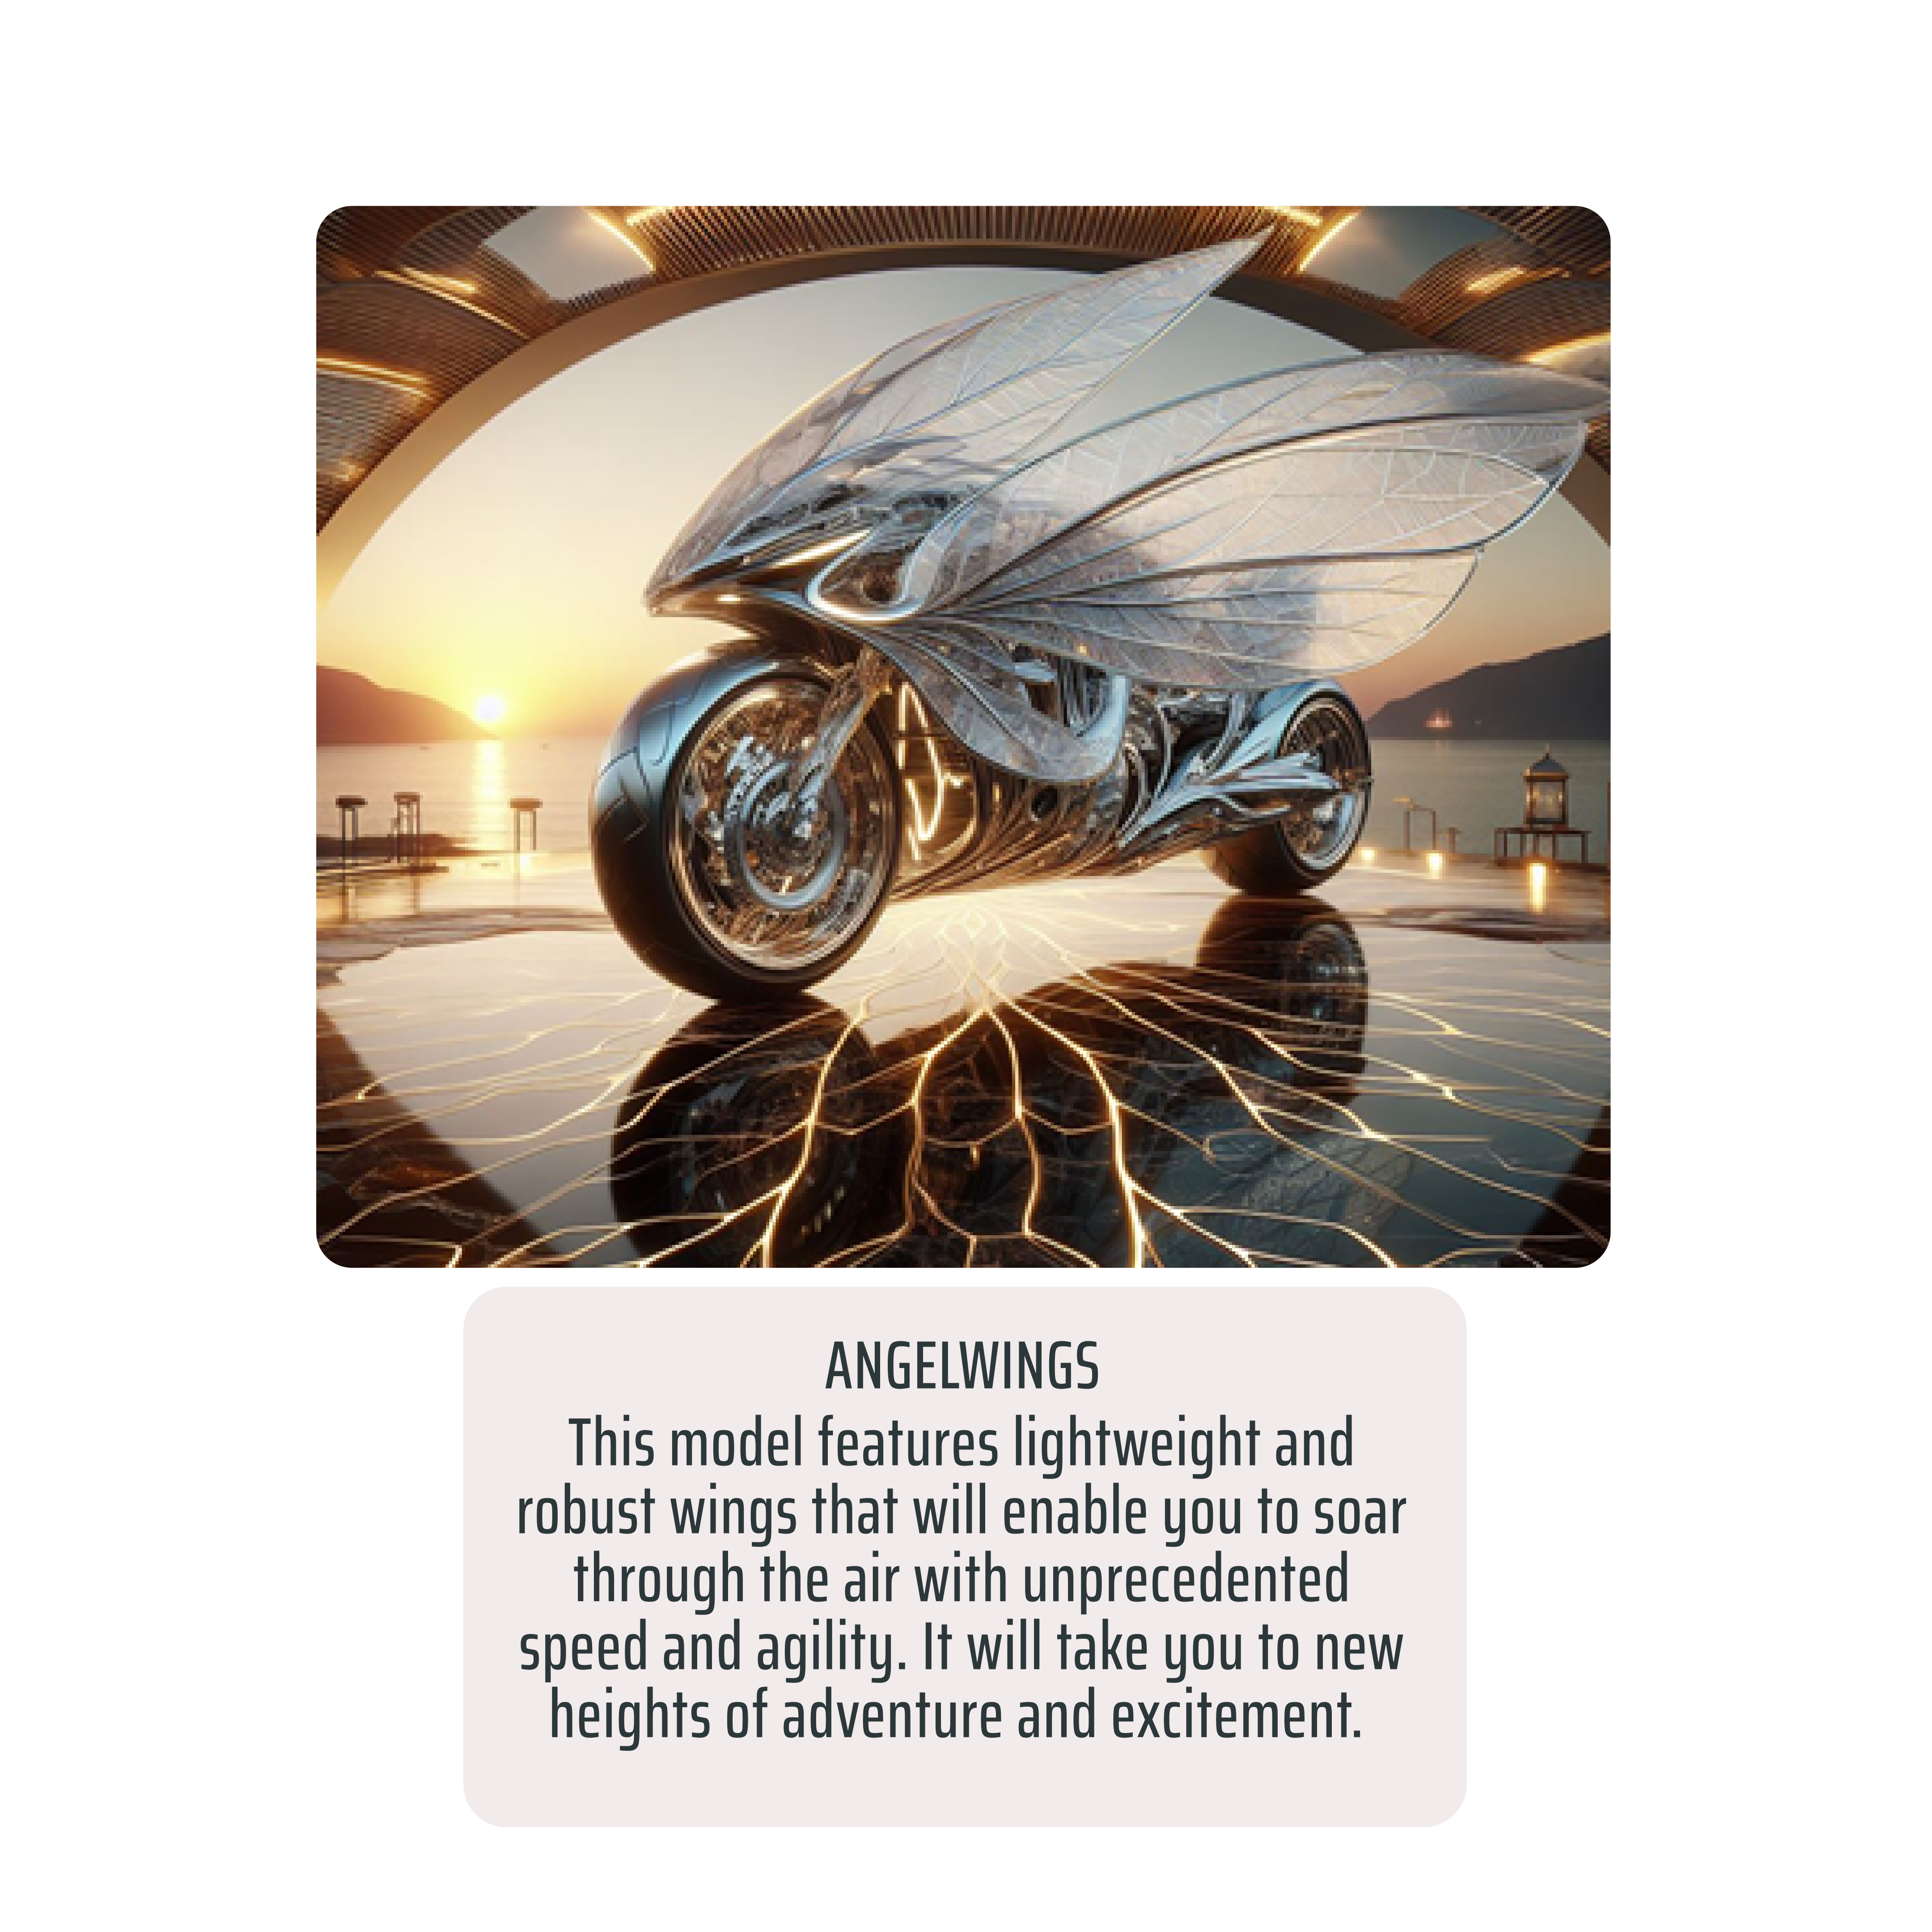 ANGELWINGS
This model features lightweight and
robust wings that will enable you to soar
through the air with unprecedented
speed and agility. It will take you to new
heights of adventure and excitement.